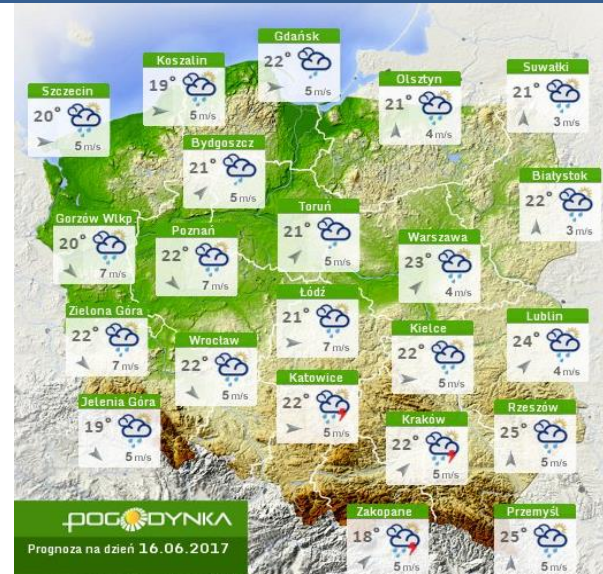 Gdańsk
22°
5 m/s
Koszalin
19°
5 m/s
Suwałki
21°
3 m/s
Olsztyn
21°
4 m/s
Szczecin
20°
5 m/s
Bydgoszcz
21°
5 m/s
Białystok
22°
3 m/s
Toruń
21°
5 m/s
Gorzów Wlkp
20°
7 m/s
Poznań
22°
7 m/s
Warszawa
23°
4 m/s
Łódź
21°
7 m/s
Zielona Góra
22°
7 m/s
Lublin
24°
4 m/s
Kielce
22°
5 m/s
Wrocław
22°
5 m/s
Katowice
22°
5 m/s
Jelenia Góra
19°
5 m/s
Rzeszów
25°
5 m/s
Kraków
22°
5 m/s
Zakopane
18°
5 m/s
Przemyśl
25°
5 m/s
POGODYNKA
Prognoza na dzień 16.06.2017